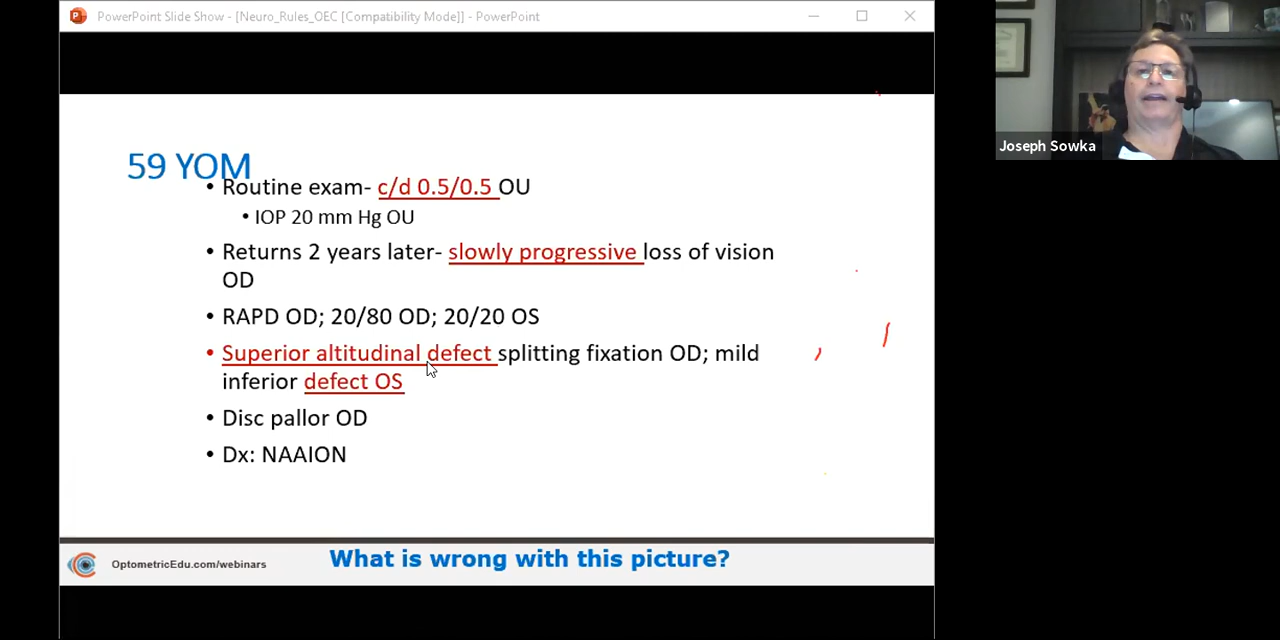 PowerPoint Slide Show - [Neuro_Rules_OEC [Compatibility Mode]] - PowerPoint
59 YOM
• Routine exam- c/d 0.5/0.5 OU
• IOP 20 mm Hg OU
• Returns 2 years later- slowly progressive loss of vision
OD
• RAPD OD; 20/80 OD; 20/20 OS
• Superior altitudinal defect splitting fixation OD; mild
inferior defect OS
• Disc pallor OD
• Dx: NAAION
OptometricEdu.com/webinars
What is wrong with this picture?
Joseph Sowka